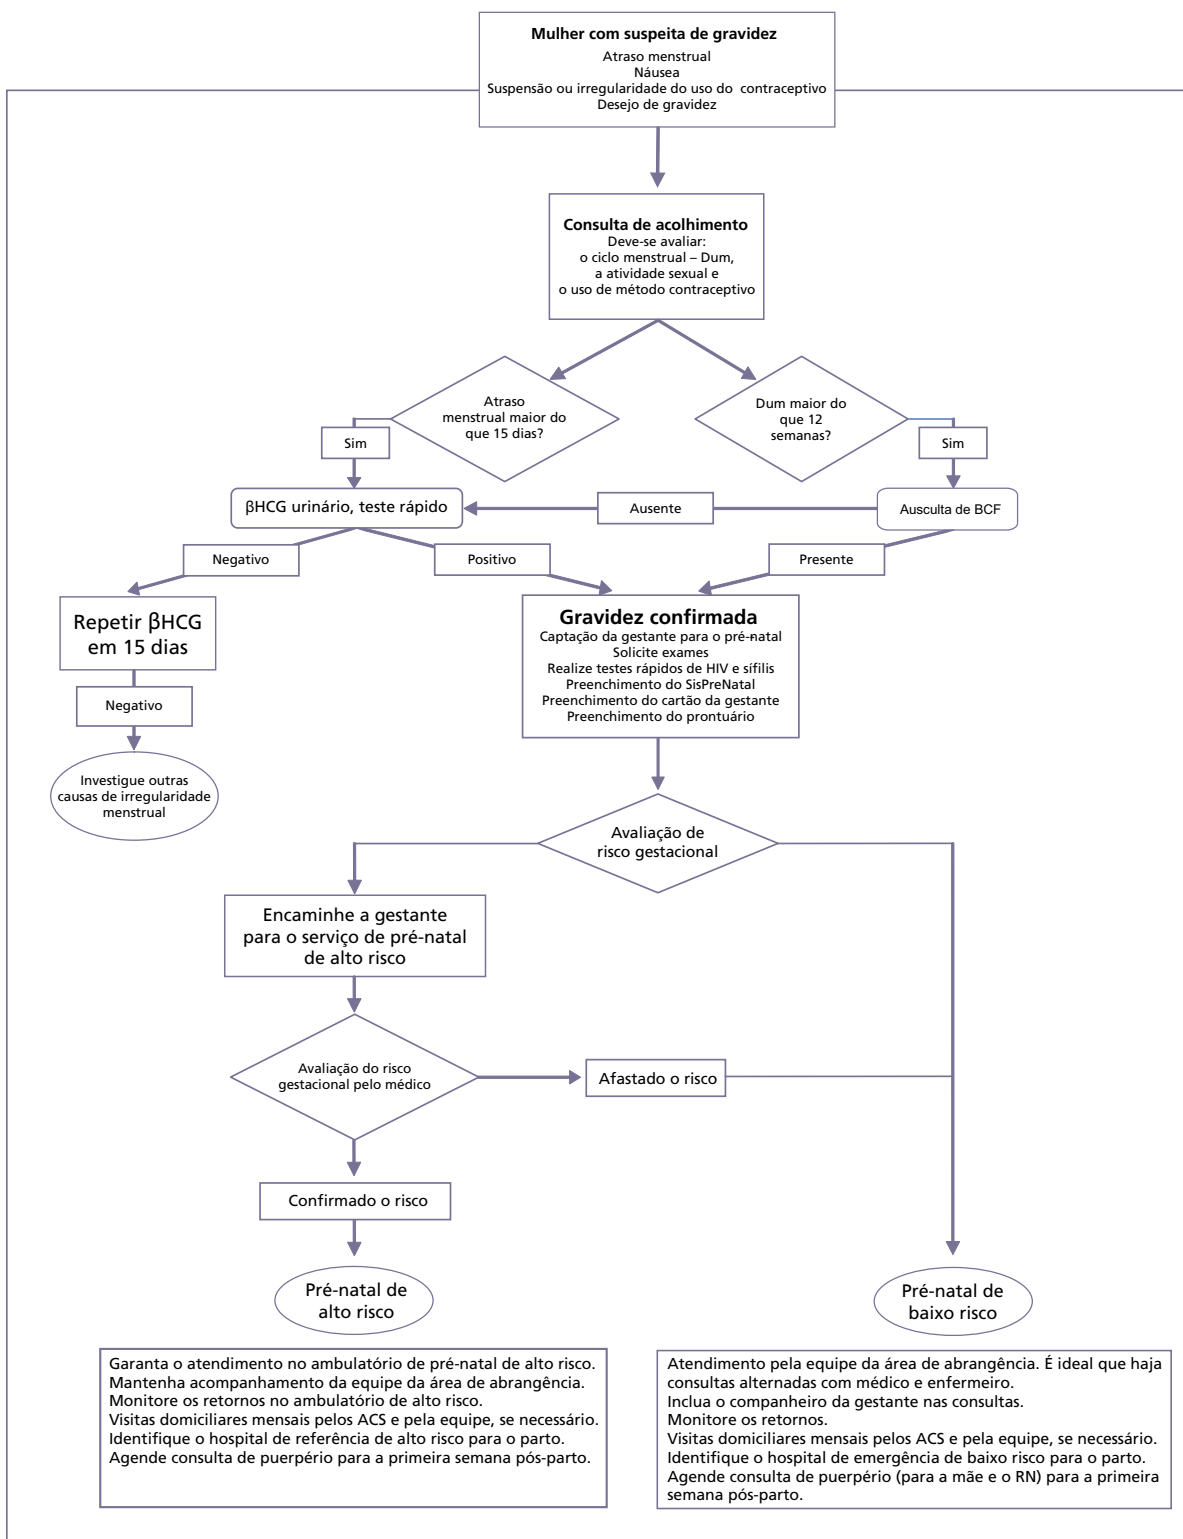 Mulher com suspeita de gravidez
Atraso menstrual
Náusea
Suspensão ou irregularidade do uso do contraceptivo
Desejo de gravidez
Consulta de acolhimento
Deve-se avaliar:
o ciclo menstrual – Dum,
a atividade sexual e
o uso de método contraceptivo
Atraso
menstrual maior do
que 15 dias?
Dum maior do
que 12
semanas?
Sim
Sim
βHCG urinário, teste rápido
Ausente
Ausculta de BCF
Negativo
Positivo
Presente
Repetir βHCG
em 15 dias
Negativo
Investigue outras
causas de irregularidade
menstrual
Gravidez confirmada
Captação da gestante para o pré-natal
Solicite exames
Realize testes rápidos de HIV e sífilis
Preenchimento do SisPreNatal
Preenchimento do cartão da gestante
Preenchimento do prontuário
Avaliação de
risco gestacional
Encaminhe a gestante
para o serviço de pré-natal
de alto risco
Avaliação do risco
gestacional pelo médico
Afastado o risco
Confirmado o risco
Pré-natal de
alto risco
Pré-natal de
baixo risco
Garanta o atendimento no ambulatório de pré-natal de alto risco.
Mantenha acompanhamento da equipe da área de abrangência.
Monitore os retornos no ambulatório de alto risco.
Visitas domiciliares mensais pelos ACS e pela equipe, se necessário.
Identifique o hospital de referência de alto risco para o parto.
Agende consulta de puerpério para a primeira semana pós-parto.
Atendimento pela equipe da área de abrangência. É ideal que haja
consultas alternadas com médico e enfermeiro.
Inclua o companheiro da gestante nas consultas.
Monitore os retornos.
Visitas domiciliares mensais pelos ACS e pela equipe, se necessário.
Identifique o hospital de emergência de baixo risco para o parto.
Agende consulta de puerpério (para a mãe e o RN) para a primeira
semana pós-parto.